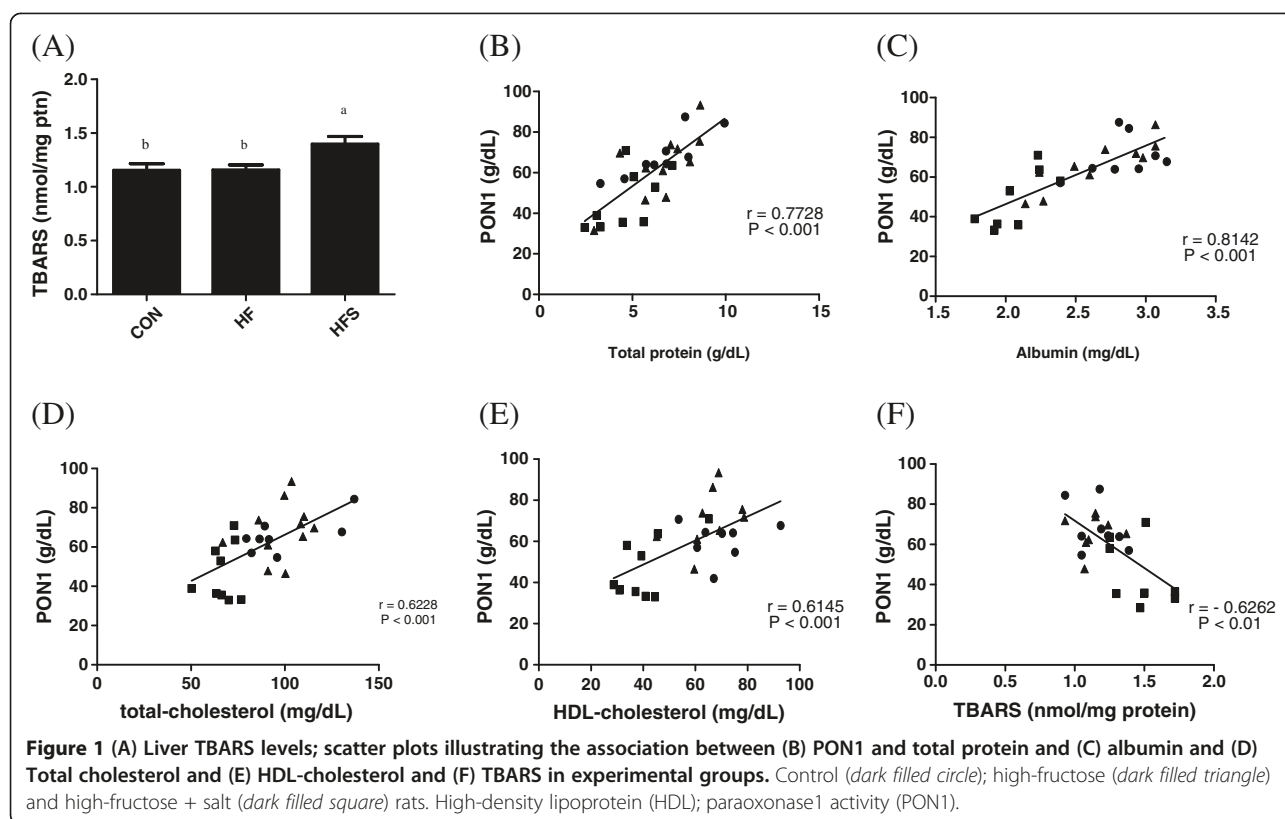 (A)
TBARS (nmol/mg ptn)
2.0
1.5
1.0
0.5
0.0
b
b
a
CON
HF
HFS
(B)
PON1 (g/dL)
100
80
60
40
20
0
r = 0.7728
P < 0.001
0
5
10
15
Total protein (g/dL)
(C)
PON1 (g/dL)
100
80
60
40
20
0
r = 0.8142
P < 0.001
1.5
2.0
2.5
3.0
3.5
Albumin (mg/dL)
(D)
PON1 (g/dL)
100
80
60
40
20
0
r = 0.6228
P < 0.001
0
50
100
150
total-cholesterol (mg/dL)
(E)
PON1 (g/dL)
100
80
60
40
20
0
r = 0.6145
P < 0.001
0
20
40
60
80
100
HDL-cholesterol (mg/dL)
(F)
PON1 (g/dL)
100
80
60
40
20
0
r = - 0.6262
P < 0.01
0.0
0.5
1.0
1.5
2.0
TBARS (nmol/mg protein)
Figure 1 (A) Liver TBARS levels; scatter plots illustrating the association between (B) PON1 and total protein and (C) albumin and (D)
Total cholesterol and (E) HDL-cholesterol and (F) TBARS in experimental groups. Control (dark filled circle); high-fructose (dark filled triangle)
and high-fructose + salt (dark filled square) rats. High-density lipoprotein (HDL); paraoxonase1 activity (PON1).